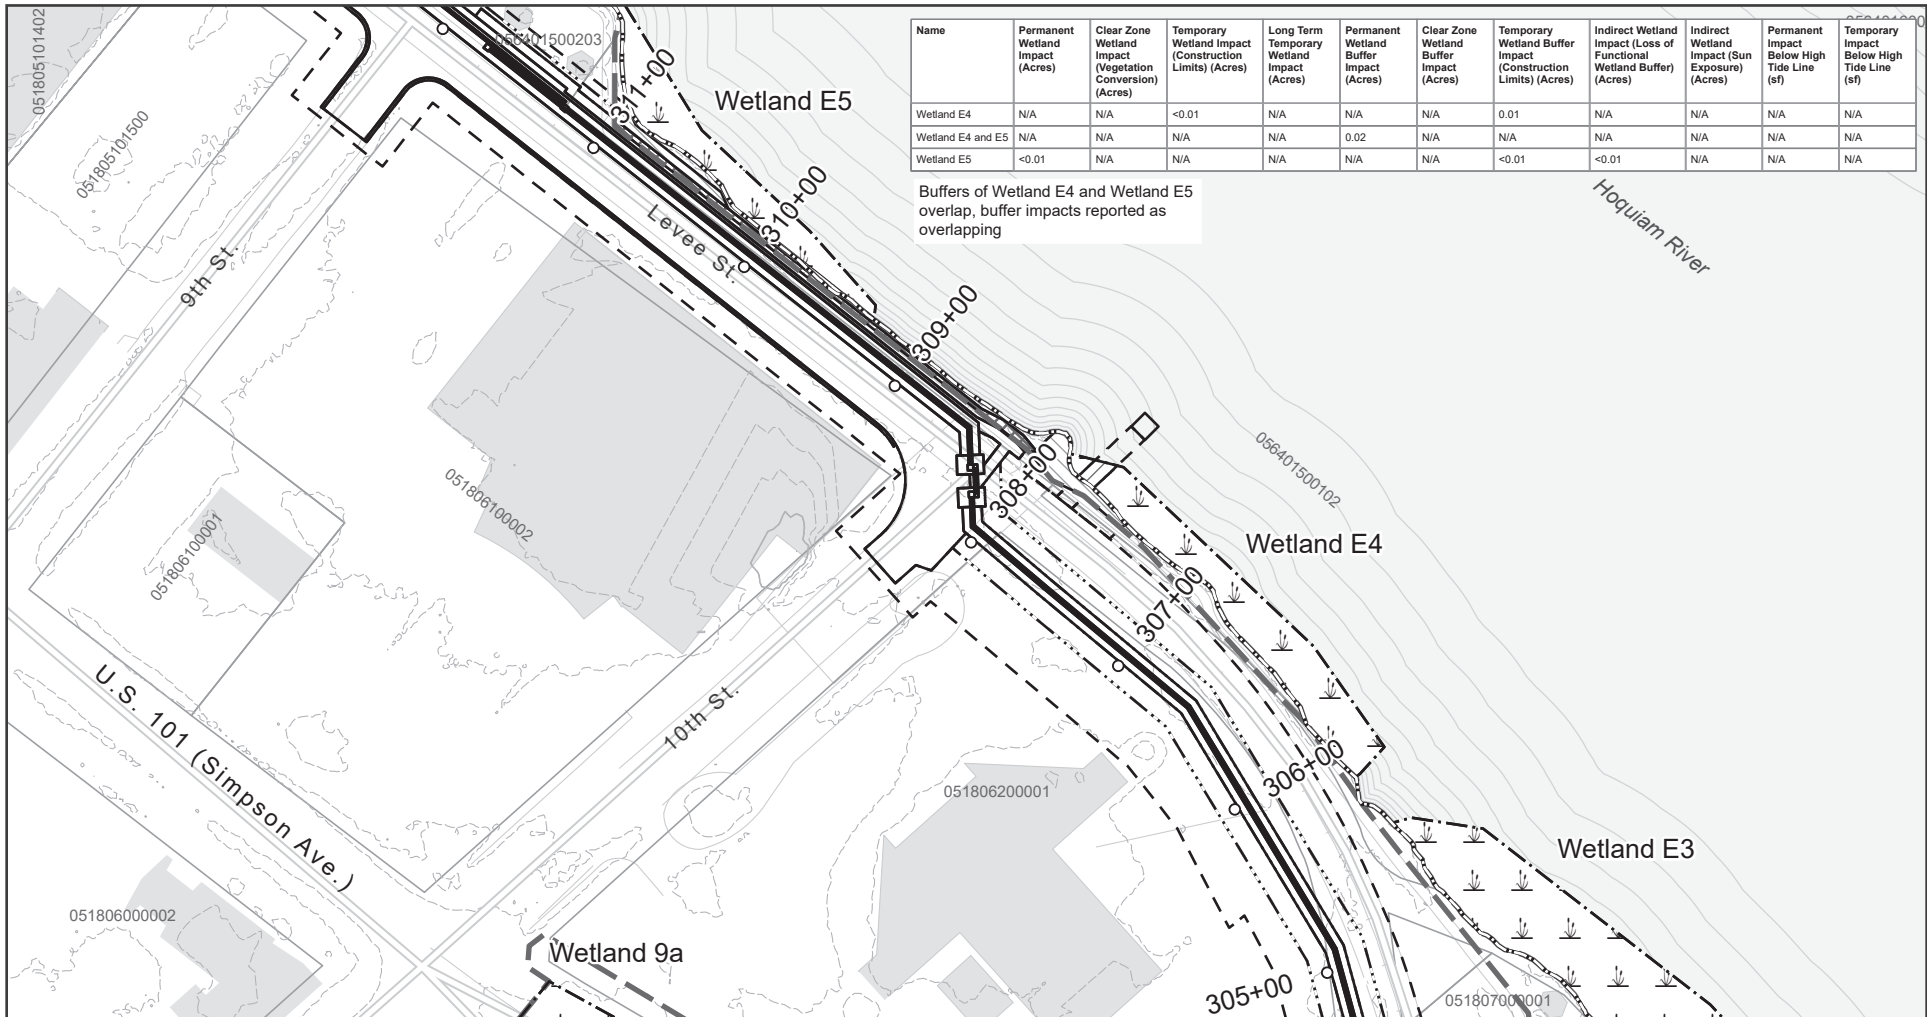 Name | Permanent Wetland Impact (Acres) | Clear Zone Wetland Impact (Vegetation Conversion) (Acres) | Temporary Wetland Impact (Construction Limits) (Acres) | Long Term Temporary Wetland Impact (Acres) | Permanent Wetland Buffer Impact (Acres) | Clear Zone Wetland Buffer Impact (Acres) | Temporary Wetland Buffer Impact (Construction Limits) (Acres) | Indirect Wetland Impact (Loss of Functional Wetland Buffer) (Acres) | Indirect Wetland Impact (Sun Exposure) (Acres) | Permanent Impact Below High Tide Line (sf) | Temporary Impact Below High Tide Line (sf)
Wetland E4 | N/A | N/A | <0.01 | N/A | N/A | N/A | 0.01 | N/A | N/A | N/A | N/A
Wetland E4 and E5 | N/A | N/A | N/A | N/A | 0.02 | N/A | N/A | N/A | N/A | N/A | N/A
Wetland E5 | <0.01 | N/A | N/A | N/A | N/A | N/A | <0.01 | <0.01 | N/A | N/A | N/A
Buffers of Wetland E4 and Wetland E5
overlap, buffer impacts reported as
overlapping
051805101402
056401500203
311+00
Wetland E5
051805101500
310+00
Levee St.
9th St.
Hoquiam River
309+00
056401500102
051806100002
308+00
Wetland E4
051806100001
307+00
U.S. 101 (Simpson Ave.)
10th St.
306+00
051806200001
Wetland E3
051806000002
Wetland 9a
305+00
051807000001